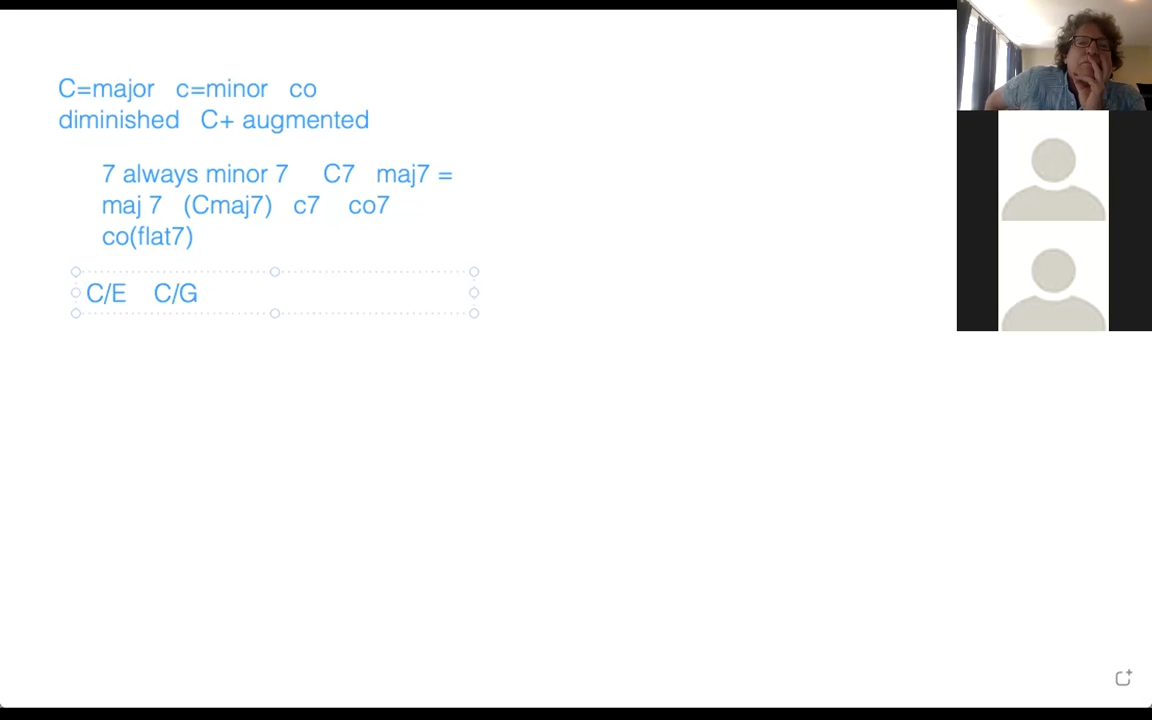 C=major c=minor co
diminished C+ augmented
7 always minor 7 C7 maj7 =
maj 7 (Cmaj7) c7 co7
co(flat7)
C/E C/G